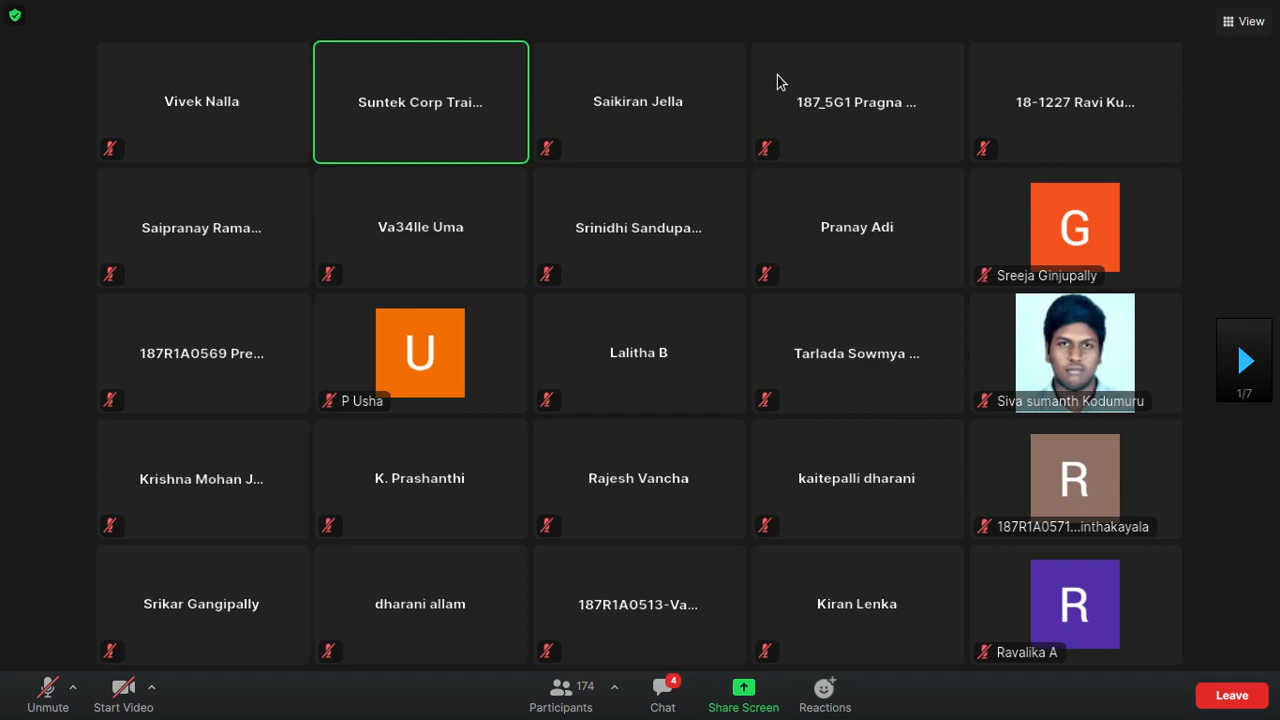 View
Vivek Nalla
Suntek Corp Trai...
Saikiran Jella
187_5G1 Pragna ...
18-1227 Ravi Ku...
Saipranay Rama...
Va34lle Uma
Srinidhi Sandupa...
Pranay Adi
G
Sreeja Ginjupally
187R1A0569 Pre...
U
P Usha
Lalitha B
Tarlada Sowmya ...
Siva sumanth Kodumuru
1/7
Krishna Mohan J...
K. Prashanthi
Rajesh Vancha
kaitepalli dharani
R
187R1A0571...inthakayala
Srikar Gangipally
dharani allam
187R1A0513-Va...
Kiran Lenka
R
Ravalika A
Unmute
Start Video
174
Participants
4
Chat
Share Screen
Reactions
Leave